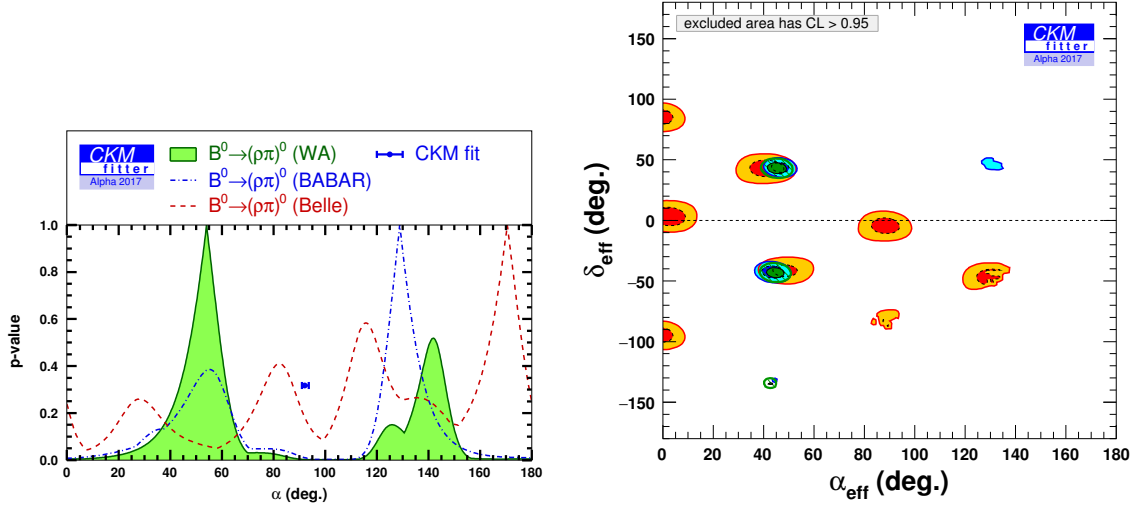 CKM
fitter
Alpha 2017
B⁰→(ρπ)⁰ (WA)
B⁰→(ρπ)⁰ (BABAR)
B⁰→(ρπ)⁰ (Belle)
CKM fit
p-value
1.0
0.8
0.6
0.4
0.2
0.0
0 20 40 60 80 100 120 140 160 180
α (deg.)
excluded area has CL > 0.95
CKM
fitter
Alpha 2017
δeff (deg.)
150
100
50
0
−50
−100
−150
0 20 40 60 80 100 120 140 160 180
αeff (deg.)